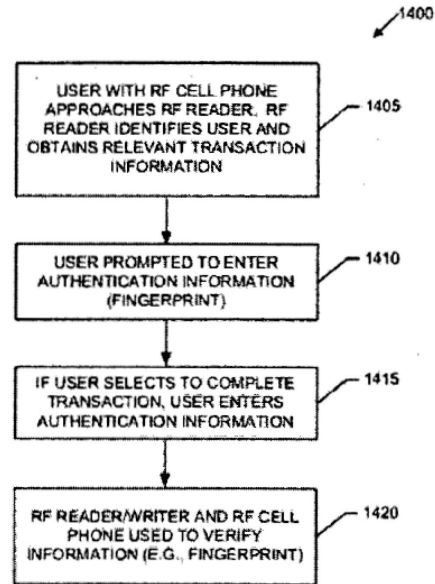 1400
USER WITH RF CELL PHONE
APPROACHES RF READER, RF
READER IDENTIFIES USER AND
OBTAINS RELEVANT TRANSACTION
INFORMATION
1405
USER PROMPTED TO ENTER
AUTHENTICATION INFORMATION
(FINGERPRINT)
1410
IF USER SELECTS TO COMPLETE
TRANSACTION, USER ENTERS
AUTHENTICATION INFORMATION
1415
RF READER/WRITER AND RF CELL
PHONE USED TO VERIFY
INFORMATION (E.G., FINGERPRINT)
1420